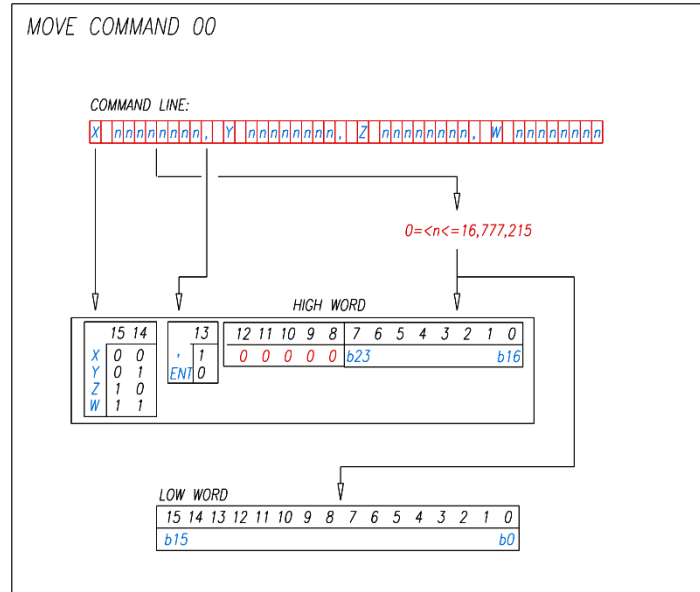 MOVE COMMAND 00
COMMAND LINE:
X nnnnnnnn, Y nnnnnnnn, Z nnnnnnnn, W nnnnnnnn
0=<n<=16,777,215
HIGH WORD
15 14 13 12 11 10 9 8 7 6 5 4 3 2 1 0
X 0 0 , 1 0 0 0 0 0 b23 b16
Y 0 1 ENT 0
Z 1 0
W 1 1
LOW WORD
15 14 13 12 11 10 9 8 7 6 5 4 3 2 1 0
b15 b0